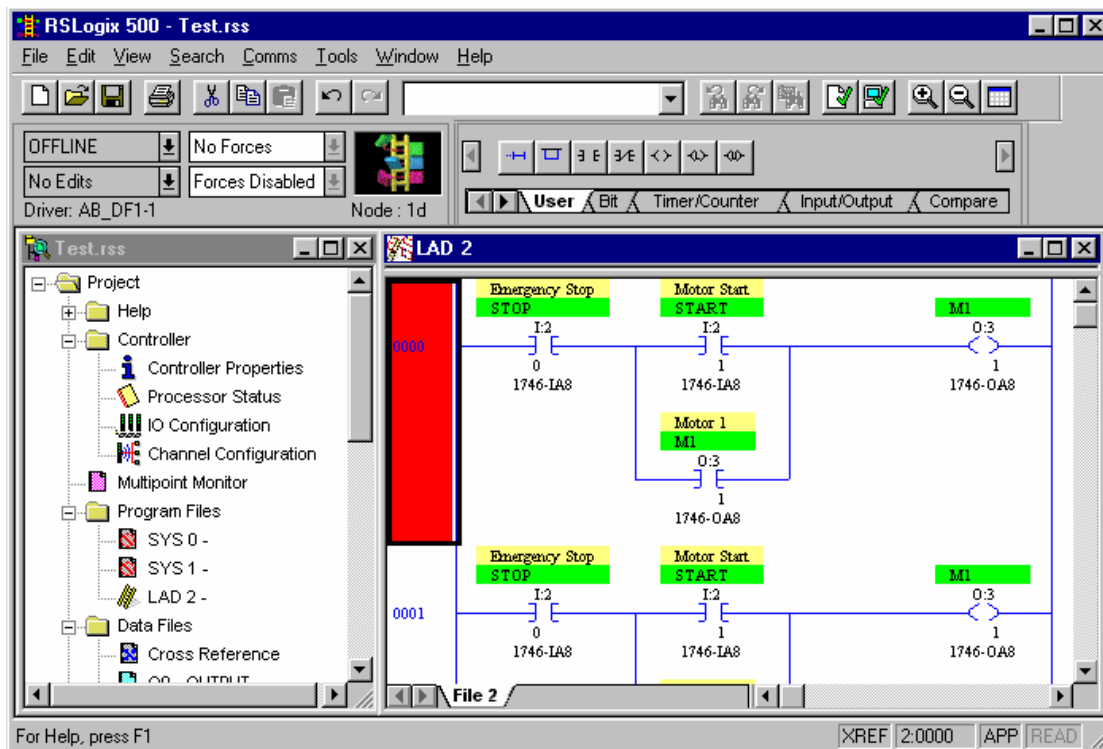 RSLogix 500 - Test.rss
File Edit View Search Comms Tools Window Help
OFFLINE
No Forces
No Edits
Forces Disabled
Driver: AB_DF1-1
Node : 1d
User Bit Timer/Counter Input/Output Compare
Test.rss
Project
Help
Controller
Controller Properties
Processor Status
IO Configuration
Channel Configuration
Multipoint Monitor
Program Files
SYS 0 -
SYS 1 -
LAD 2 -
Data Files
Cross Reference
LAD 2
Emergency Stop Motor Start
STOP START M1
I:2 I:2 O:3
0000
0 1 1
1746-IA8 1746-IA8 1746-OA8
Motor 1
M1
O:3
1
1746-OA8
Emergency Stop Motor Start
STOP START M1
I:2 I:2 O:3
0001
0 1 1
1746-IA8 1746-IA8 1746-OA8
File 2
For Help, press F1
XREF 2:0000 APP READ